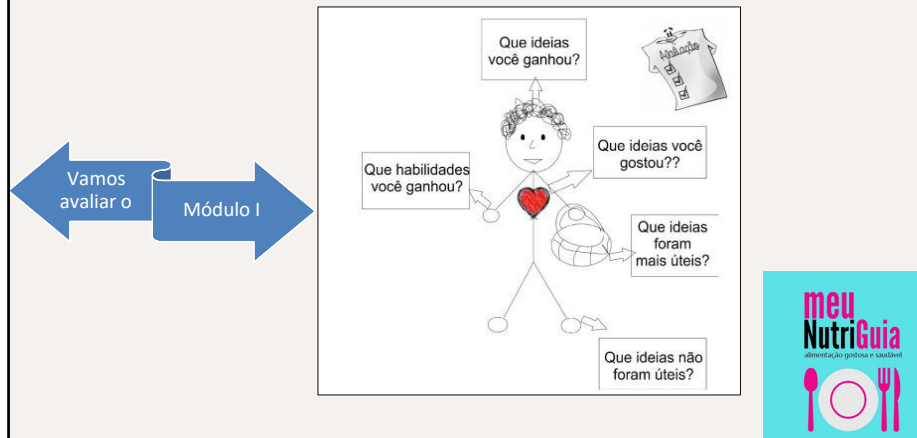 Vamos
avaliar o
Módulo I
Que ideias
você ganhou?
Avaliação
Que ideias você
gostou??
Que habilidades
você ganhou?
Que ideias
foram
mais úteis?
Que ideias não
foram úteis?
meu
NutriGuia
alimentação gostosa e saudável